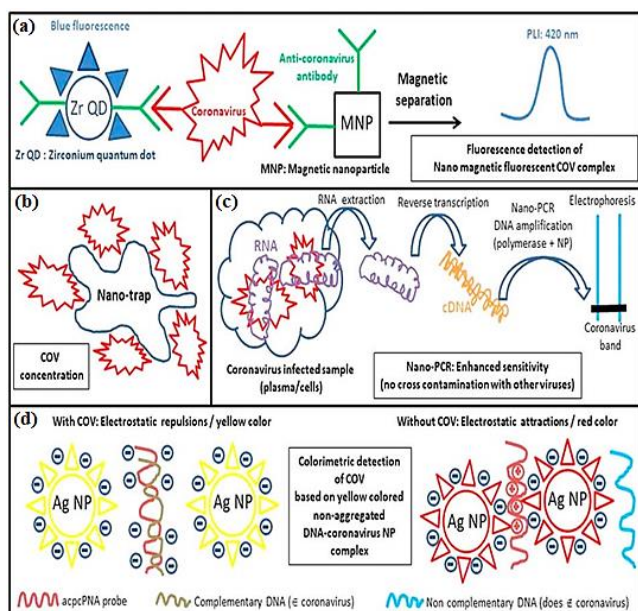 (a)
Blue fluorescence
Zr QD
Zr QD : Zirconium quantum dot
Coronavirus
Anti-coronavirus
antibody
MNP
MNP: Magnetic nanoparticle
Magnetic
separation
PLI: 420 nm
Fluorescence detection of
Nano magnetic fluorescent COV complex
(b)
Nano-trap
COV
concentration
(c)
RNA extraction
Reverse transcription
Nano-PCR
DNA amplification
(polymerase + NP)
Electrophoresis
RNA
cDNA
Coronavirus
band
Coronavirus infected sample
(plasma/cells)
Nano-PCR: Enhanced sensitivity
(no cross contamination with other viruses)
(d)
With COV: Electrostatic repulsions / yellow color
Without COV: Electrostatic attractions / red color
Ag NP
Ag NP
Colorimetric detection
of COV
based on yellow colored
non-aggregated
DNA-coronavirus NP
complex
Ag NP
Ag NP
acpcPNA probe
Complementary DNA (∈ coronavirus)
Non complementary DNA (does ∉ coronavirus)